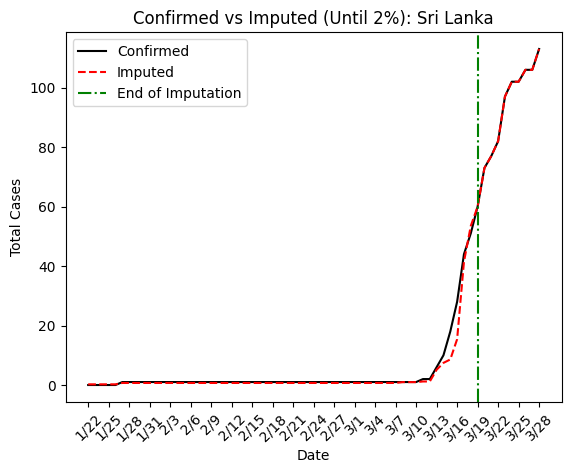 Confirmed vs Imputed (Until 2%): Sri Lanka
Confirmed
Imputed
End of Imputation
Total Cases
100
80
60
40
20
0
1/22 1/25 1/28 1/31 2/3 2/6 2/9 2/12 2/15 2/18 2/21 2/24 2/27 3/1 3/4 3/7 3/10 3/13 3/16 3/19 3/22 3/25 3/28
Date